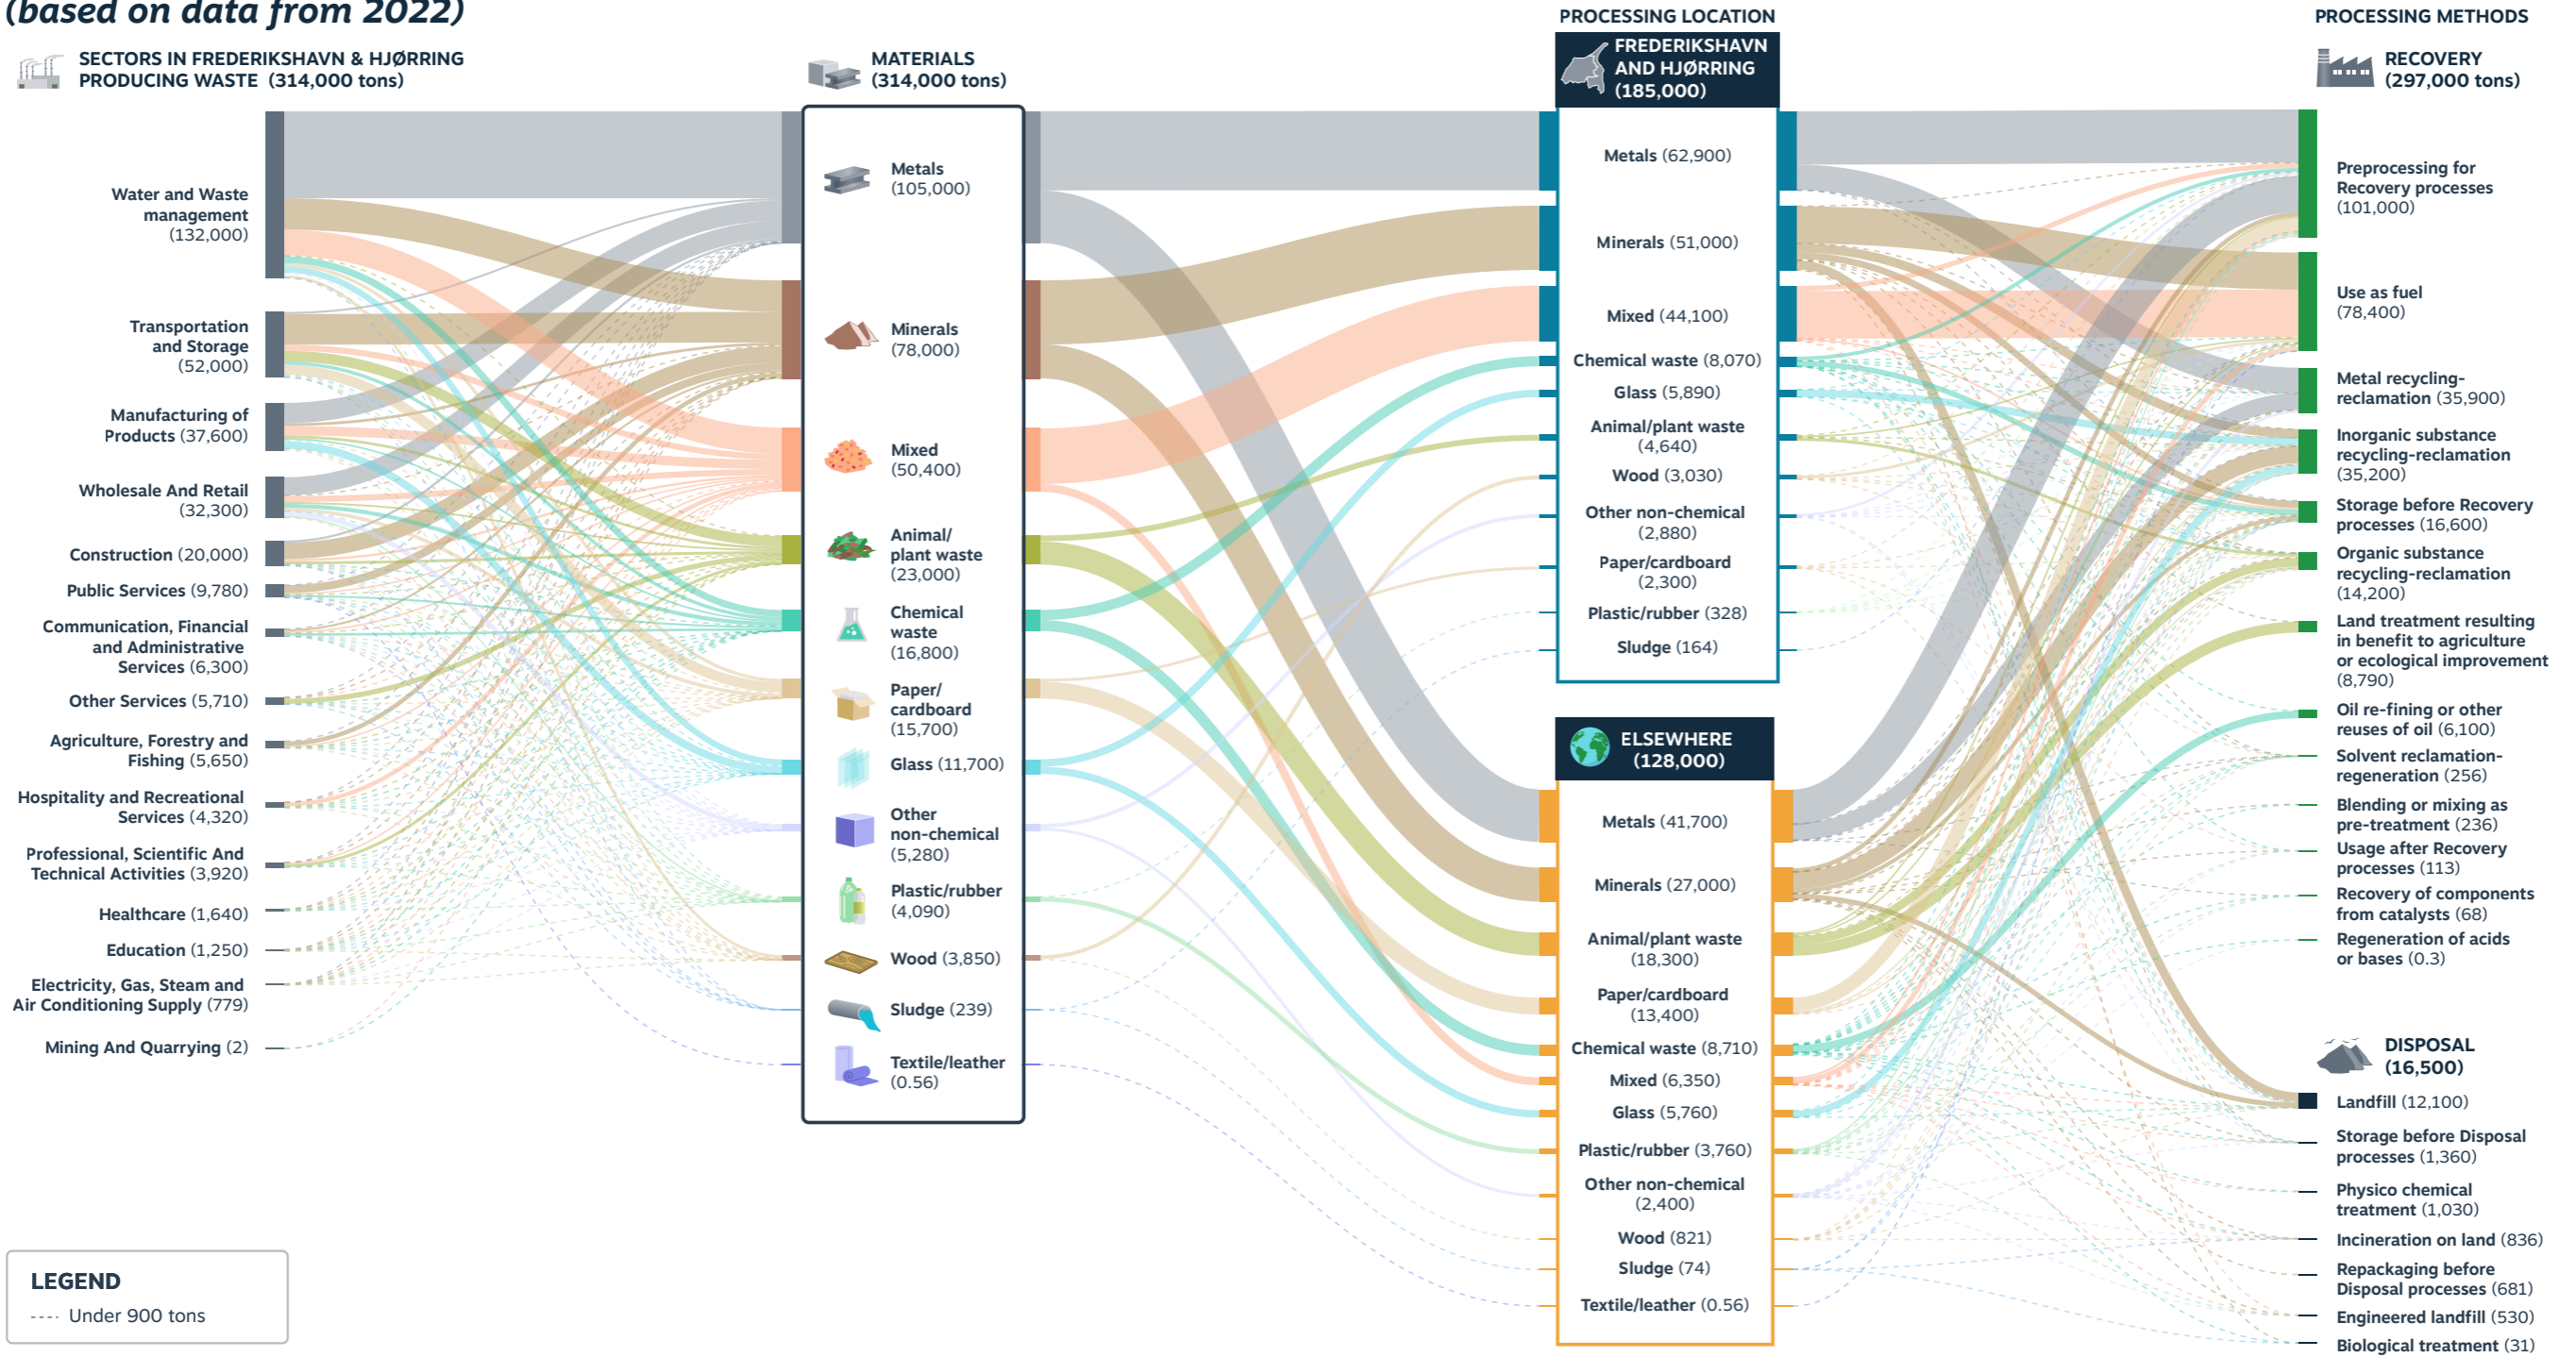 (based on data from 2022)
SECTORS IN FREDERIKSHAVN & HJØRRING
PRODUCING WASTE (314,000 tons)
Water and Waste
management
(132,000)
Transportation
and Storage
(52,000)
Manufacturing of
Products (37,600)
Wholesale And Retail
(32,300)
Construction (20,000)
Public Services (9,780)
Communication, Financial
and Administrative
Services (6,300)
Other Services (5,710)
Agriculture, Forestry and
Fishing (5,650)
Hospitality and Recreational
Services (4,320)
Professional, Scientific And
Technical Activities (3,920)
Healthcare (1,640)
Education (1,250)
Electricity, Gas, Steam and
Air Conditioning Supply (779)
Mining And Quarrying (2)
LEGEND
Under 900 tons
MATERIALS
(314,000 tons)
Metals
(105,000)
Minerals
(78,000)
Mixed
(50,400)
Animal/
plant waste
(23,000)
Chemical
waste
(16,800)
Paper/
cardboard
(15,700)
Glass (11,700)
Other
non-chemical
(5,280)
Plastic/rubber
(4,090)
Wood (3,850)
Sludge (239)
Textile/leather
(0.56)
PROCESSING LOCATION
FREDERIKSHAVN
AND HJØRRING
(185,000)
Metals (62,900)
Minerals (51,000)
Mixed (44,100)
Chemical waste (8,070)
Glass (5,890)
Animal/plant waste
(4,640)
Wood (3,030)
Other non-chemical
(2,880)
Paper/cardboard
(2,300)
Plastic/rubber (328)
Sludge (164)
ELSEWHERE
(128,000)
Metals (41,700)
Minerals (27,000)
Animal/plant waste
(18,300)
Paper/cardboard
(13,400)
Chemical waste (8,710)
Mixed (6,350)
Glass (5,760)
Plastic/rubber (3,760)
Other non-chemical
(2,400)
Wood (821)
Sludge (74)
Textile/leather (0.56)
PROCESSING METHODS
RECOVERY
(297,000 tons)
Preprocessing for
Recovery processes
(101,000)
Use as fuel
(78,400)
Metal recycling-
reclamation (35,900)
Inorganic substance
recycling-reclamation
(35,200)
Storage before Recovery
processes (16,600)
Organic substance
recycling-reclamation
(14,200)
Land treatment resulting
in benefit to agriculture
or ecological improvement
(8,790)
Oil re-fining or other
reuses of oil (6,100)
Solvent reclamation-
regeneration (256)
Blending or mixing as
pre-treatment (236)
Usage after Recovery
processes (113)
Recovery of components
from catalysts (68)
Regeneration of acids
or bases (0.3)
DISPOSAL
(16,500)
Landfill (12,100)
Storage before Disposal
processes (1,360)
Physico chemical
treatment (1,030)
Incineration on land (836)
Repackaging before
Disposal processes (681)
Engineered landfill (530)
Biological treatment (31)